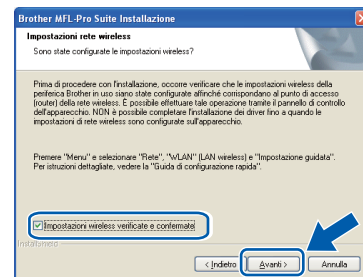 Brother MFL-Pro Suite Installazione
Impostazioni rete wireless
Sono state configurate le impostazioni wireless?
Prima di procedere con l'installazione, occorre verificare che le impostazioni wireless della
periferica Brother in uso siano state configurate affinché corrispondano al punto di accesso
(router) della rete wireless. È possibile effettuare tale operazione tramite il pannello di controllo
dell'apparecchio. NON è possibile completare l'installazione dei driver fino a quando le
impostazioni di rete wireless sono configurate sull'apparecchio.
Premere "Menu" e selezionare "Rete", "WLAN" (LAN wireless) e "Impostazione guidata".
Per istruzioni dettagliate, vedere la "Guida di configurazione rapida".
Impostazioni wireless verificate e confermate
InstallShield
< Indietro
Avanti >
Annulla